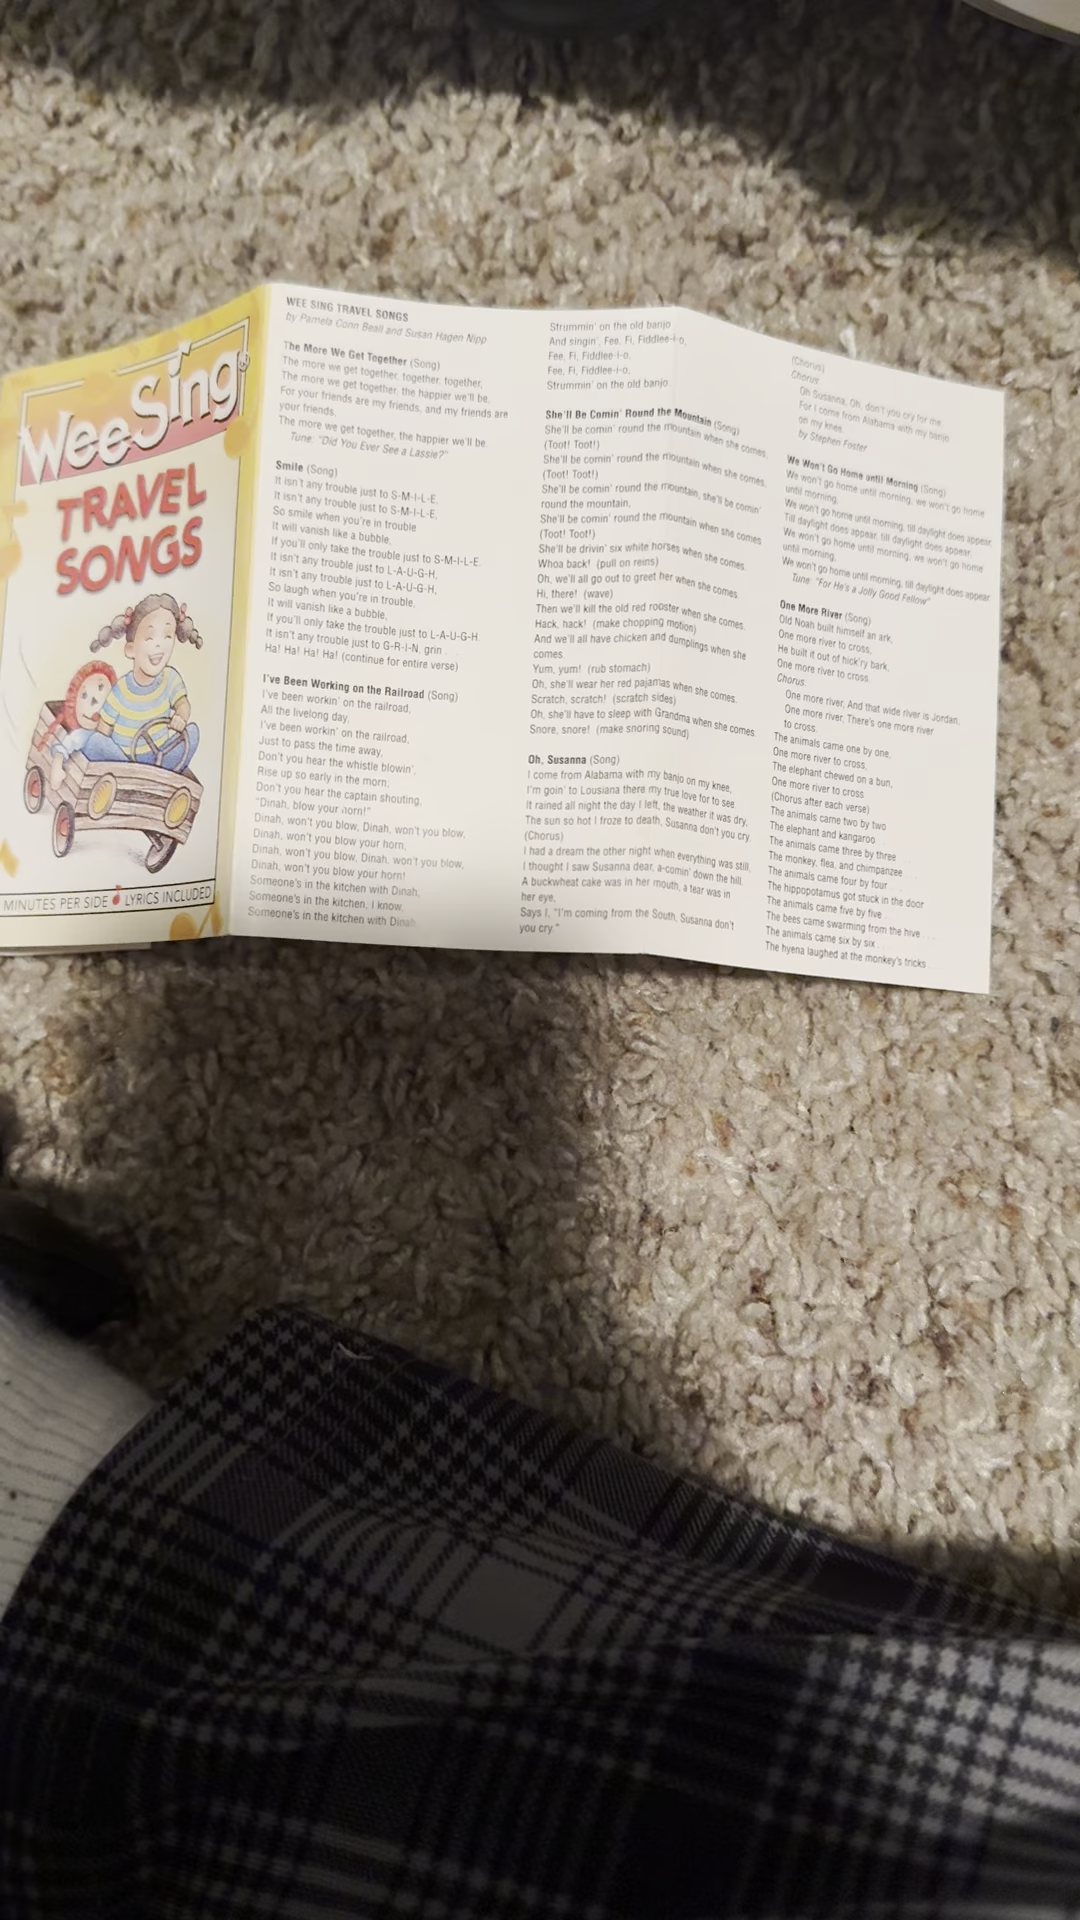 WeeSing®
TRAVEL
SONGS
MINUTES PER SIDE LYRICS INCLUDED
WEE SING TRAVEL SONGS
by Pamela Conn Beall and Susan Hagen Nipp
The More We Get Together (Song)
The more we get together, together, together,
The more we get together, the happier we'll be.
For your friends are my friends, and my friends are
your friends.
The more we get together, the happier we'll be.
Tune: "Did You Ever See a Lassie?"
Smile (Song)
It isn't any trouble just to S-M-I-L-E,
It isn't any trouble just to S-M-I-L-E,
So smile when you're in trouble
It will vanish like a bubble,
If you'll only take the trouble just to S-M-I-L-E.
It isn't any trouble just to L-A-U-G-H,
It isn't any trouble just to L-A-U-G-H,
So laugh when you're in trouble,
It will vanish like a bubble,
If you'll only take the trouble just to L-A-U-G-H
It isn't any trouble just to G-R-I-N, grin . .
Ha! Ha! Ha! Ha! (continue for entire verse)
I've Been Working on the Railroad (Song)
I've been workin' on the railroad,
All the livelong day,
I've been workin' on the railroad,
Just to pass the time away,
Don't you hear the whistle blowin',
Rise up so early in the morn;
Don't you hear the captain shouting,
"Dinah, blow your horn!"
Dinah, won't you blow, Dinah, won't you blow,
Dinah, won't you blow your horn,
Dinah, won't you blow, Dinah, won't you blow,
Dinah, won't you blow your horn!
Someone's in the kitchen with Dinah,
Someone's in the kitchen, I know,
Someone's in the kitchen with Dinah
Strummin' on the old banjo
And singin', Fee, Fi, Fiddlee-i-o,
Fee, Fi, Fiddlee-i-o,
Fee, Fi, Fiddlee-i-o,
Strummin' on the old banjo.
She'll Be Comin' Round the Mountain (Song)
She'll be comin' round the mountain when she comes,
(Toot! Toot!)
She'll be comin' round the mountain when she comes,
(Toot! Toot!)
She'll be comin' round the mountain, she'll be comin'
round the mountain,
She'll be comin' round the mountain when she comes
(Toot! Toot!)
She'll be drivin' six white horses when she comes.
Whoa back! (pull on reins)
Oh, we'll all go out to greet her when she comes
Hi, there! (wave)
Then we'll kill the old red rooster when she comes.
Hack, hack! (make chopping motion)
And we'll all have chicken and dumplings when she
comes.
Yum, yum! (rub stomach)
Oh, she'll wear her red pajamas when she comes.
Scratch, scratch! (scratch sides)
Oh, she'll have to sleep with Grandma when she comes.
Snore, snore! (make snoring sound)
Oh, Susanna (Song)
I come from Alabama with my banjo on my knee,
I'm goin' to Lousiana there my true love for to see
It rained all night the day I left, the weather it was dry,
The sun so hot I froze to death, Susanna don't you cry.
(Chorus)
I had a dream the other night when everything was still,
I thought I saw Susanna dear, a-comin' down the hill.
A buckwheat cake was in her mouth, a tear was in
her eye,
Says I, "I'm coming from the South, Susanna don't
you cry."
(Chorus)
Chorus:
Oh Susanna, Oh, don't you cry for me
For I come from Alabama with my banjo
on my knee.
by Stephen Foster
We Won't Go Home until Morning (Song)
We won't go home until morning, we won't go home
until morning,
We won't go home until morning, till daylight does appear,
Till daylight does appear, till daylight does appear.
We won't go home until morning, we won't go home
until morning,
We won't go home until morning, till daylight does appear
Tune: "For He's a Jolly Good Fellow"
One More River (Song)
Old Noah built himself an ark,
One more river to cross,
He built it out of hick'ry bark,
One more river to cross.
Chorus:
One more river, And that wide river is Jordan,
One more river, There's one more river
to cross.
The animals came one by one,
One more river to cross,
The elephant chewed on a bun,
One more river to cross
(Chorus after each verse)
The animals came two by two
The elephant and kangaroo . .
The animals came three by three . . .
The monkey, flea, and chimpanzee . . .
The animals came four by four
The hippopotamus got stuck in the door
The animals came five by five . . .
The bees came swarming from the hive . . .
The animals came six by six . . .
The hyena laughed at the monkey's tricks